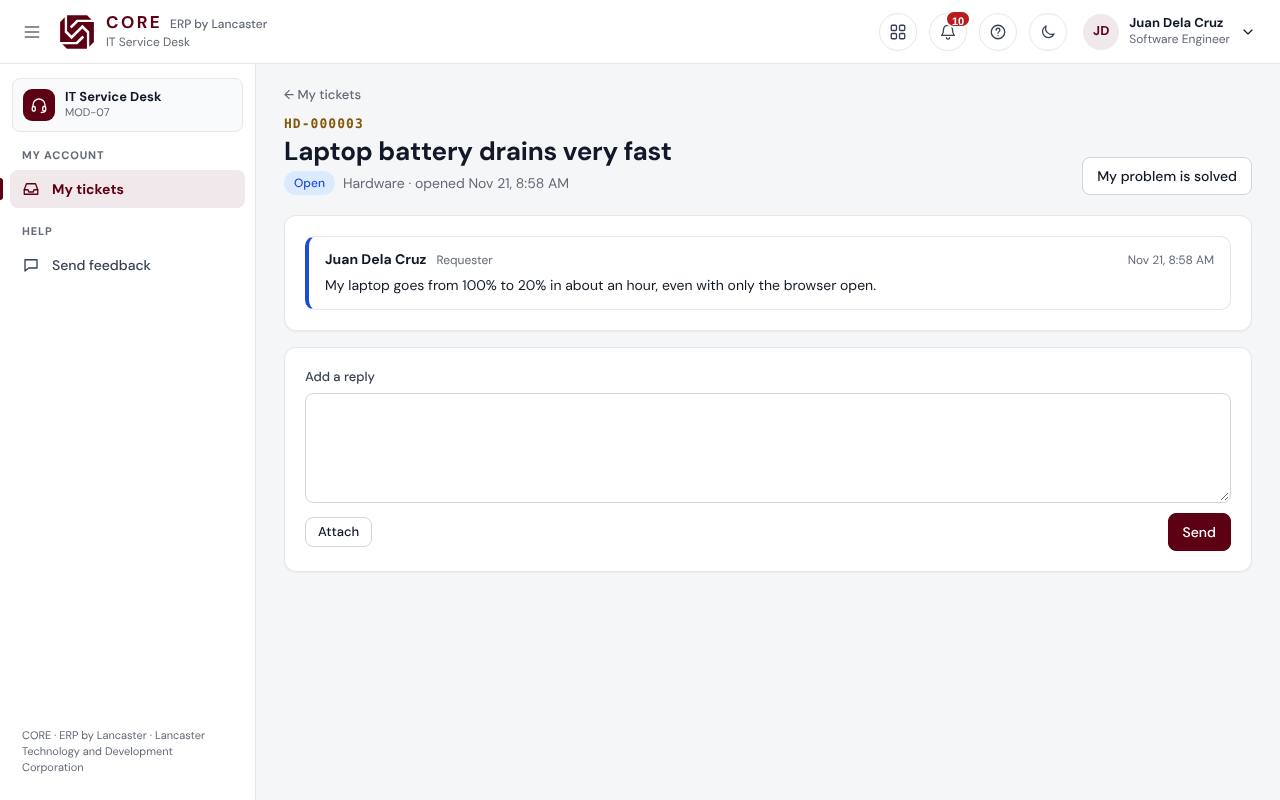 CORE ERP by Lancaster
IT Service Desk
10
JD
Juan Dela Cruz
Software Engineer
IT Service Desk
MOD-07
MY ACCOUNT
My tickets
HELP
Send feedback
CORE · ERP by Lancaster · Lancaster
Technology and Development
Corporation
← My tickets
HD-000003
Laptop battery drains very fast
Open Hardware · opened Nov 21, 8:58 AM
My problem is solved
Juan Dela Cruz Requester Nov 21, 8:58 AM
My laptop goes from 100% to 20% in about an hour, even with only the browser open.
Add a reply
Attach
Send